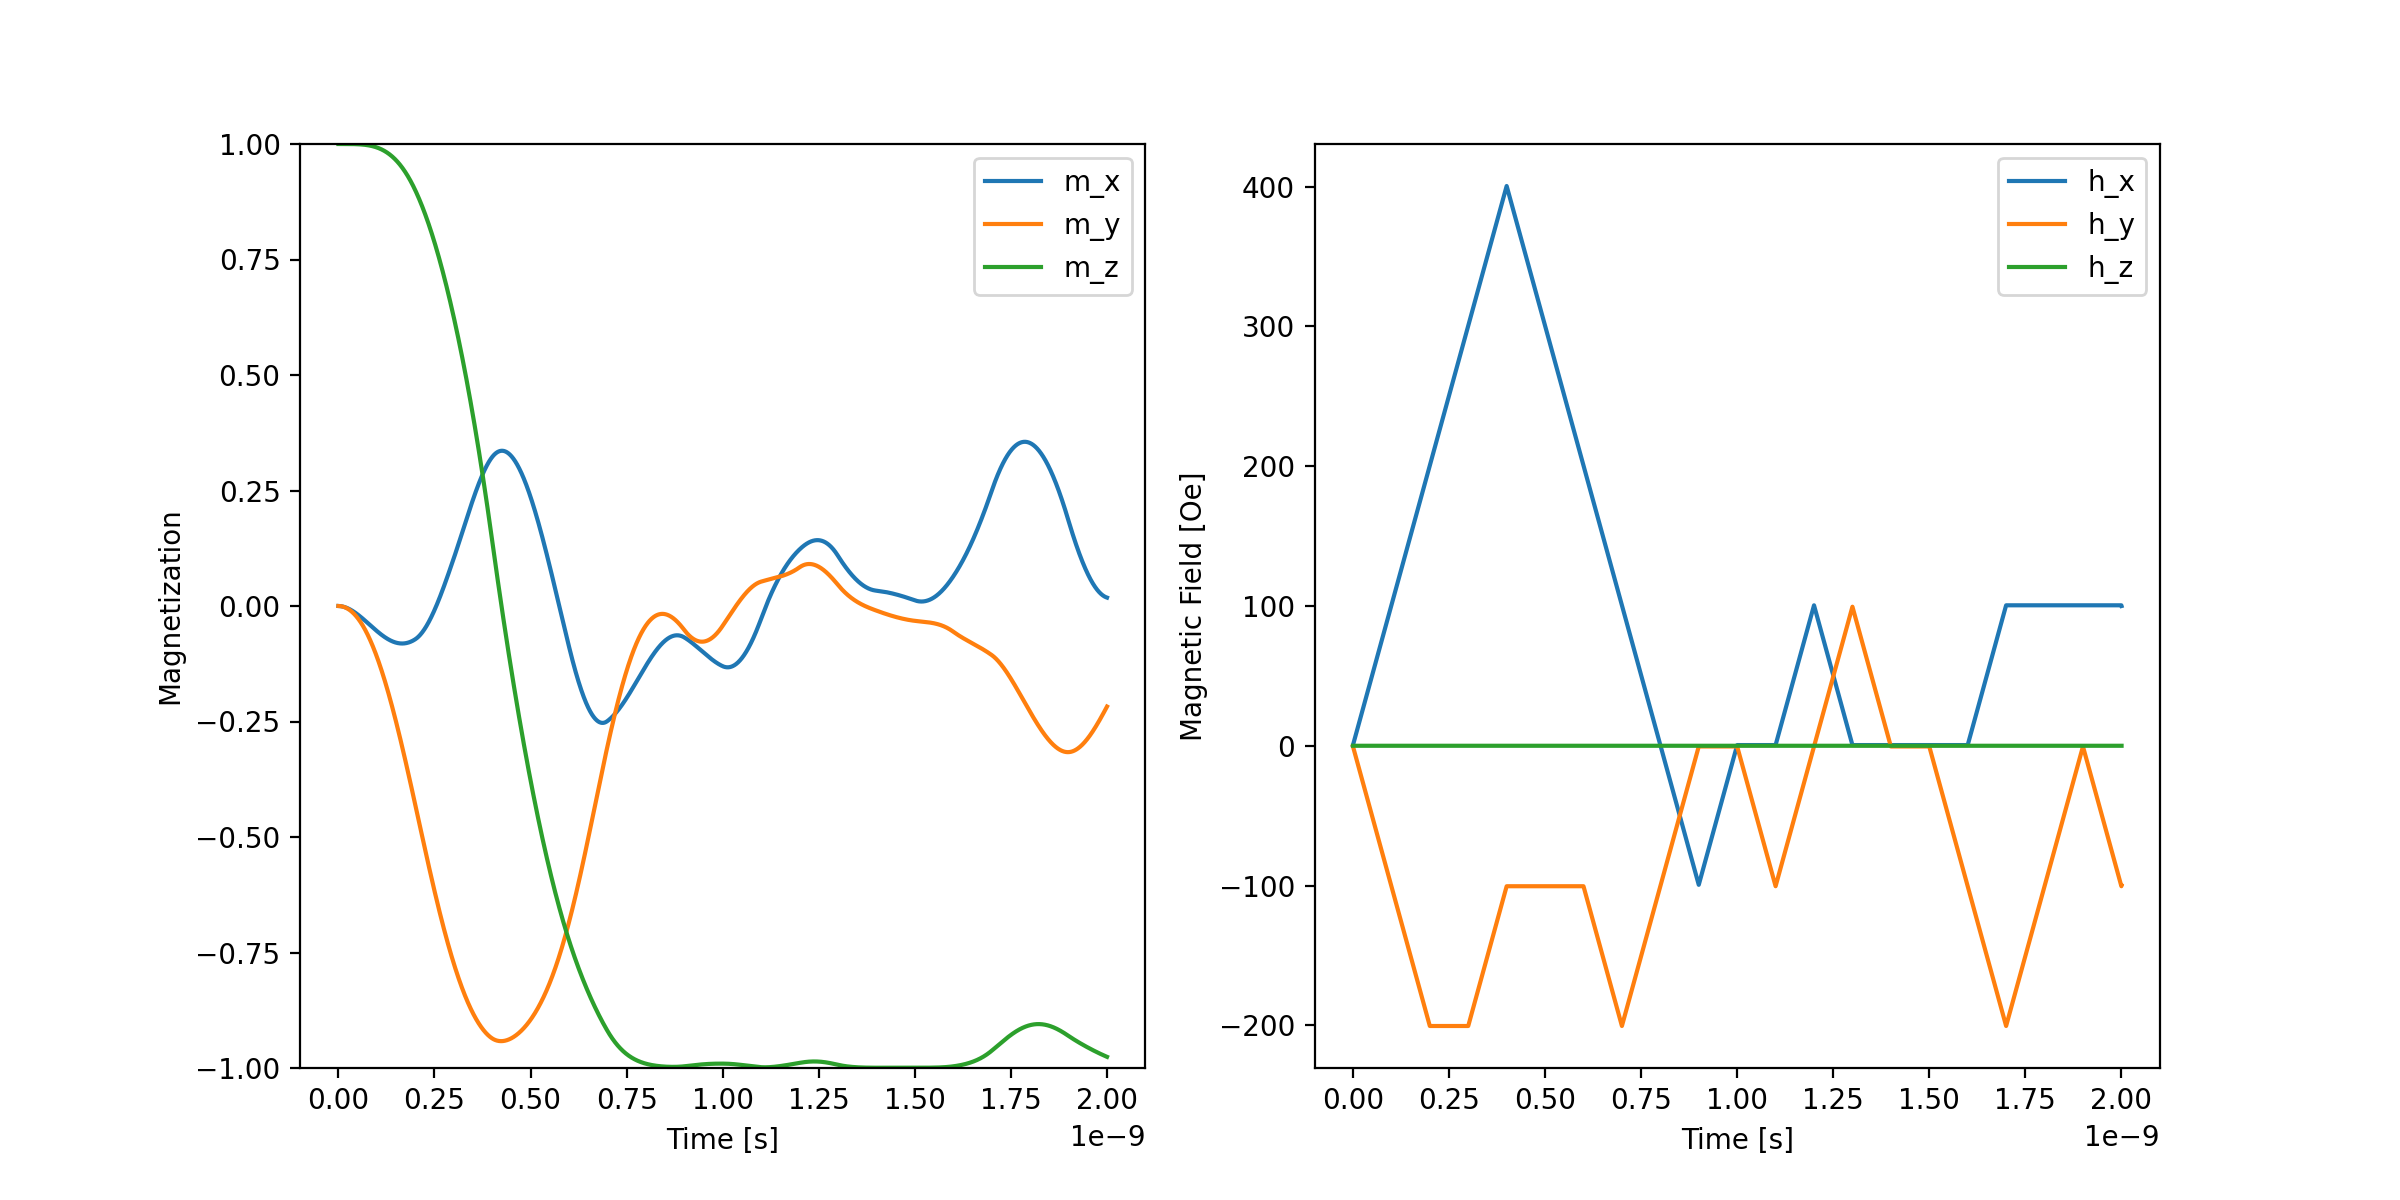 1.00
0.75
0.50
0.25
0.00
−0.25
−0.50
−0.75
−1.00
Magnetization
m_x
m_y
m_z
0.00 0.25 0.50 0.75 1.00 1.25 1.50 1.75 2.00
Time [s]
1e−9
400
300
200
100
0
−100
−200
Magnetic Field [Oe]
h_x
h_y
h_z
0.00 0.25 0.50 0.75 1.00 1.25 1.50 1.75 2.00
Time [s]
1e−9